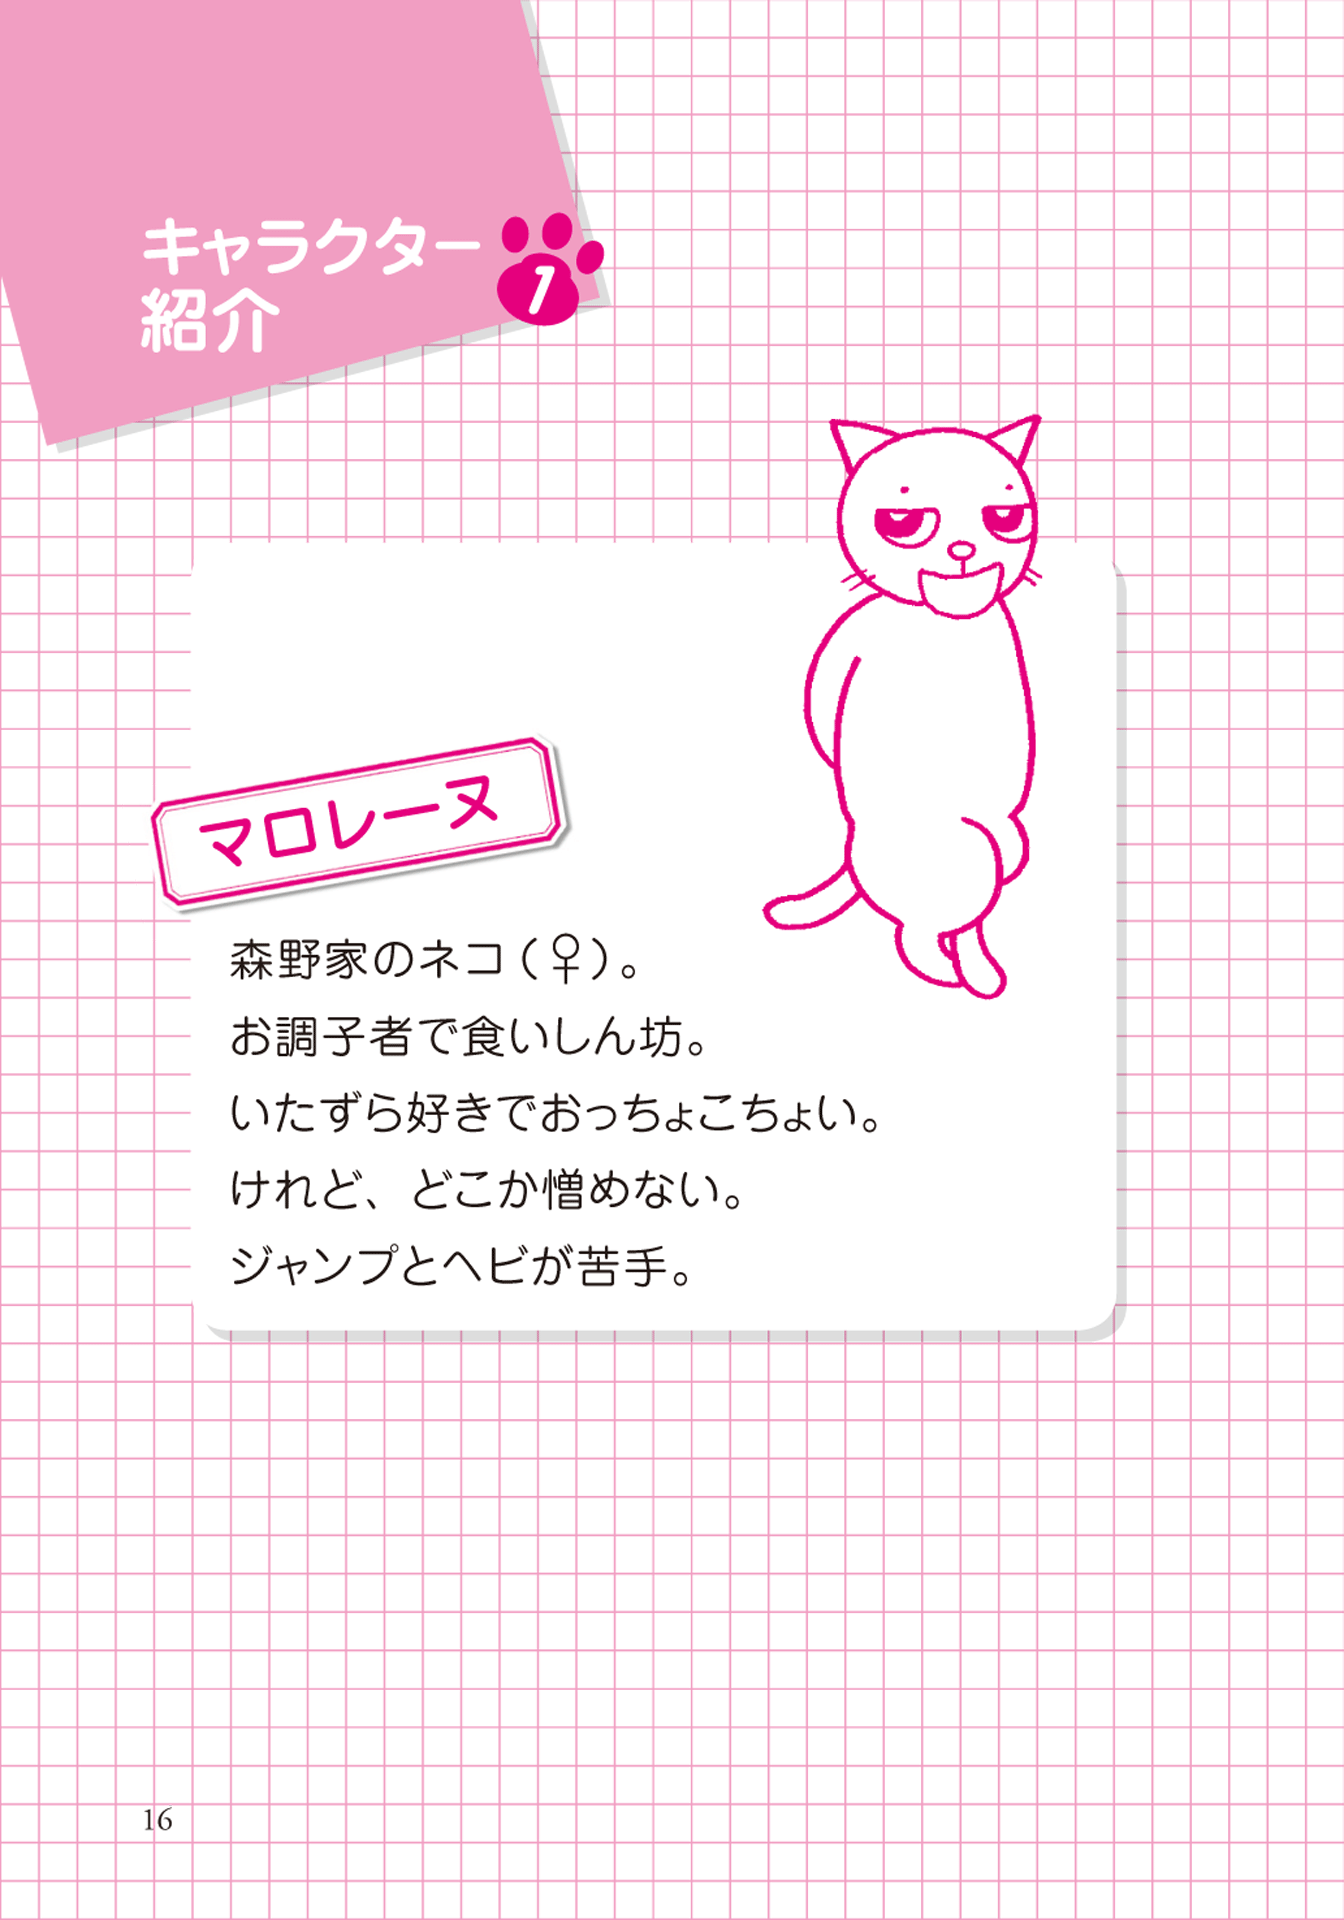 キャラクター
紹介
1
マロレーヌ
森野家のネコ（♀）。
お調子者で食いしん坊。
いたずら好きでおっちょこちょい。
けれど、どこか憎めない。
ジャンプとヘビが苦手。
16